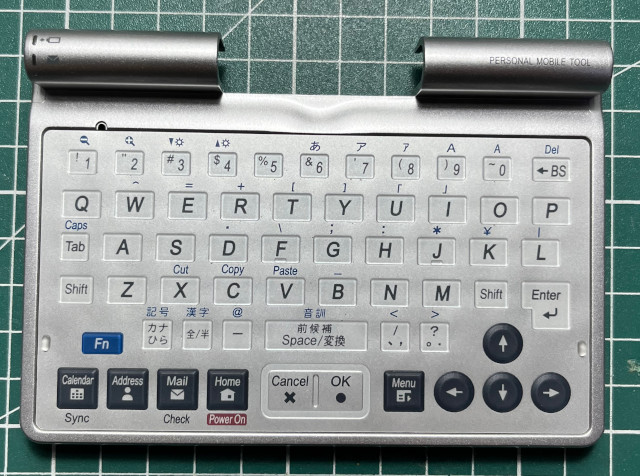 PERSONAL MOBILE TOOL
あ ア ァ A A Del
! 1 " 2 # 3 $ 4 % 5 & 6 ' 7 ( 8 ) 9 ~ 0 ← BS
^ = + [ ] 「 」
Q W E R T Y U I O P
Caps ・ \ ; : * ¥ |
Tab A S D F G H J K L
Cut Copy Paste _
Shift Z X C V B N M Shift Enter ↵
記号 漢字 @ 音訓 < >
カナ 全/半 — 前候補 / ?
ひら Space/変換 、, 。.
Fn ↑
Calendar Address Mail Home Cancel OK Menu ← ↓ →
Sync Check Power On